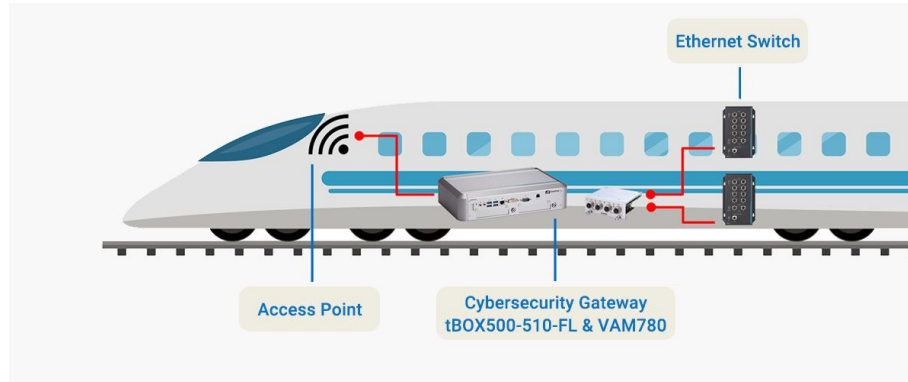 Ethernet Switch
Access Point
Cybersecurity Gateway
tBOX500-510-FL & VAM780